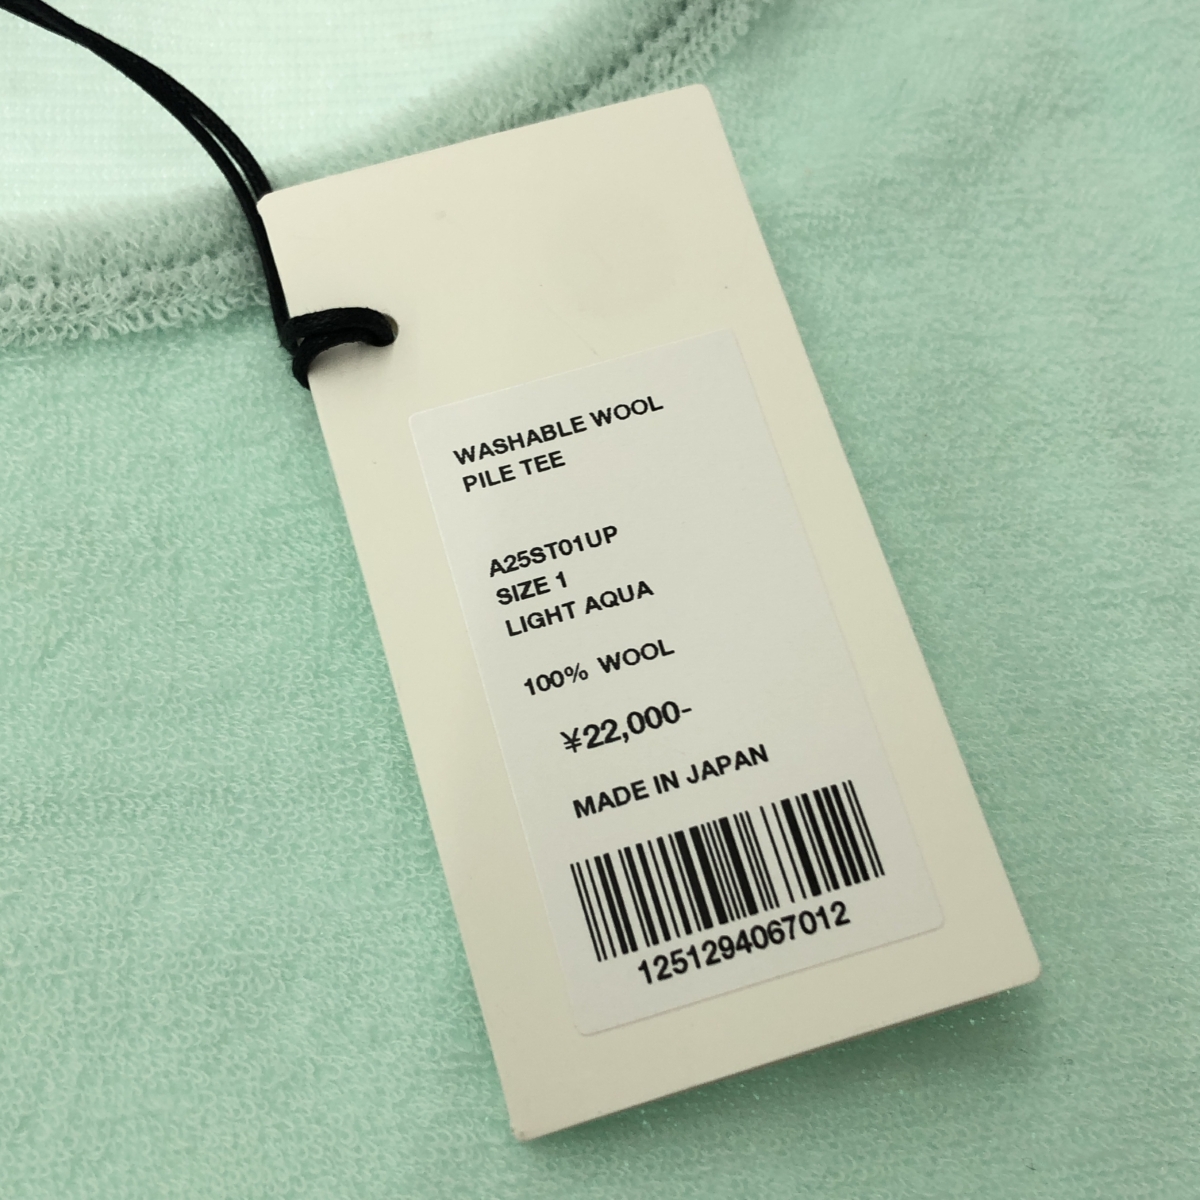 WASHABLE WOOL
PILE TEE
A25ST01UP
SIZE 1
LIGHT AQUA
100% WOOL
¥22,000-
MADE IN JAPAN
1251294067012